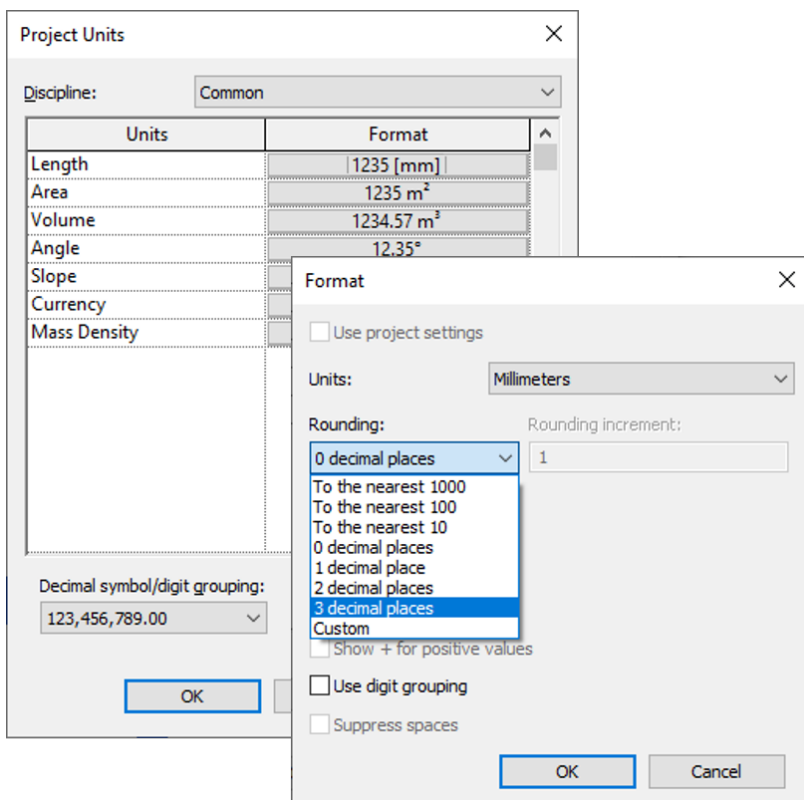 Project Units
Discipline: Common
Units Format
Length 1235 [mm]
Area 1235 m²
Volume 1234.57 m³
Angle 12.35°
Slope
Currency
Mass Density
Decimal symbol/digit grouping:
123,456,789.00
OK
Format
Use project settings
Units: Millimeters
Rounding: Rounding increment:
0 decimal places 1
To the nearest 1000
To the nearest 100
To the nearest 10
0 decimal places
1 decimal place
2 decimal places
3 decimal places
Custom
Show + for positive values
Use digit grouping
Suppress spaces
OK Cancel